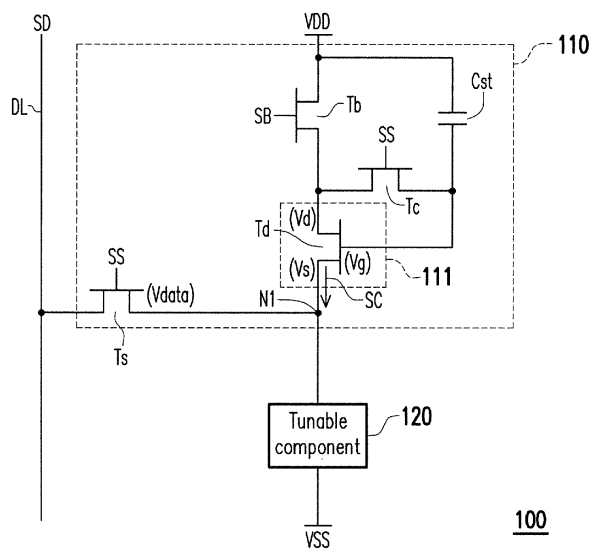 SD
VDD
110
Cst
DL
SB
Tb
SS
Tc
(Vd)
Td
SS
(Vs)
(Vg)
111
(Vdata)
N1
SC
Ts
Tunable
component
120
VSS
100